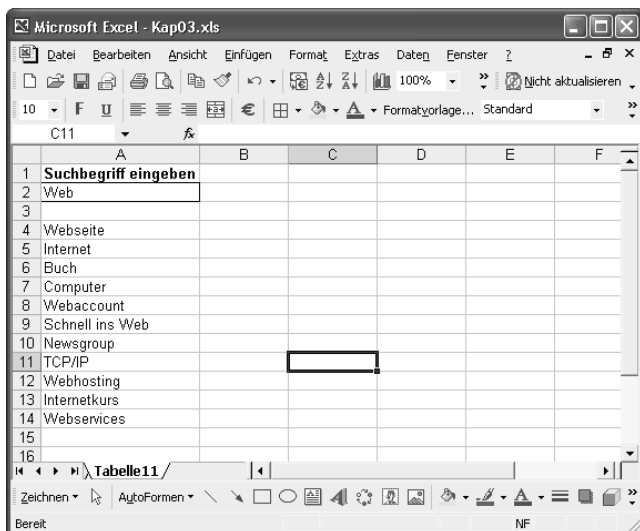 Microsoft Excel - Kap03.xls
Datei Bearbeiten Ansicht Einfügen Format Extras Daten Fenster ?
100% Nicht aktualisieren
10 F U € Formatvorlage... Standard
C11 fx
A B C D E F
1 Suchbegriff eingeben
2 Web
3
4 Webseite
5 Internet
6 Buch
7 Computer
8 Webaccount
9 Schnell ins Web
10 Newsgroup
11 TCP/IP
12 Webhosting
13 Internetkurs
14 Webservices
15
16
Tabelle11
Zeichnen AutoFormen
Bereit NF